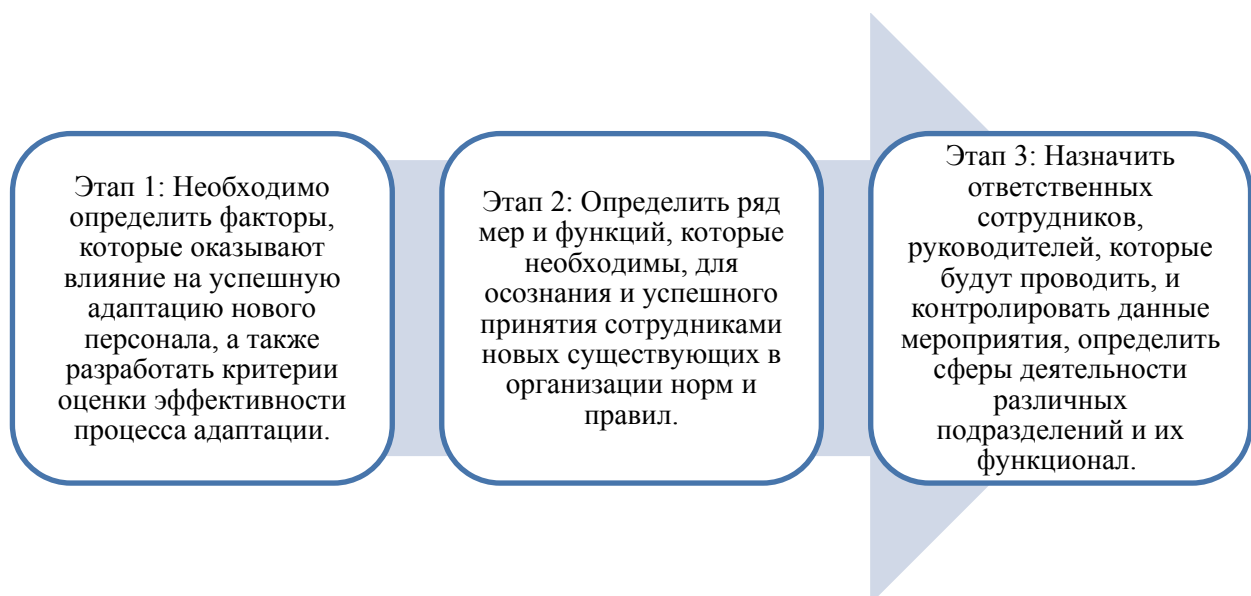 Этап 1: Необходимо
определить факторы,
которые оказывают
влияние на успешную
адаптацию нового
персонала, а также
разработать критерии
оценки эффективности
процесса адаптации.
Этап 2: Определить ряд
мер и функций, которые
необходимы, для
осознания и успешного
принятия сотрудниками
новых существующих в
организации норм и
правил.
Этап 3: Назначить
ответственных
сотрудников,
руководителей, которые
будут проводить, и
контролировать данные
мероприятия, определить
сферы деятельности
различных
подразделений и их
функционал.